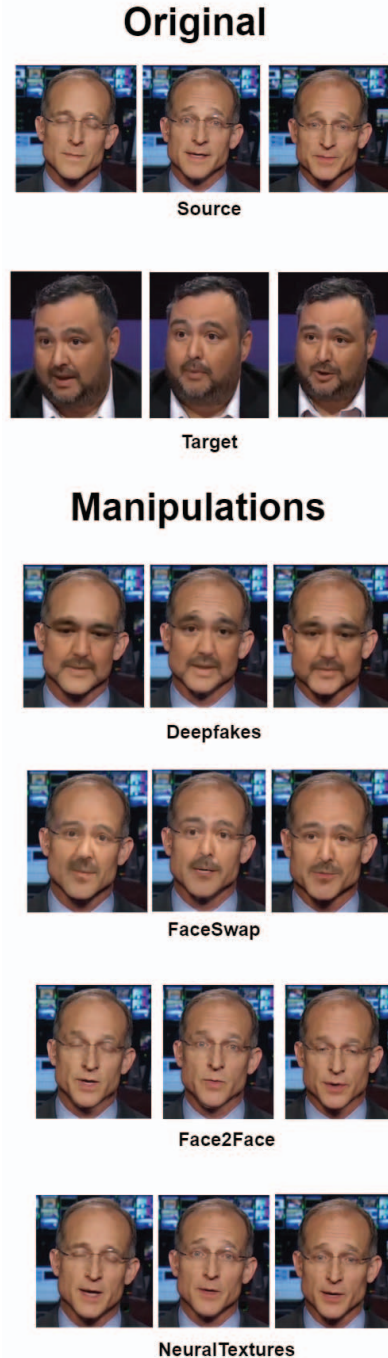 Original
Source
Target
Manipulations
Deepfakes
FaceSwap
Face2Face
NeuralTextures